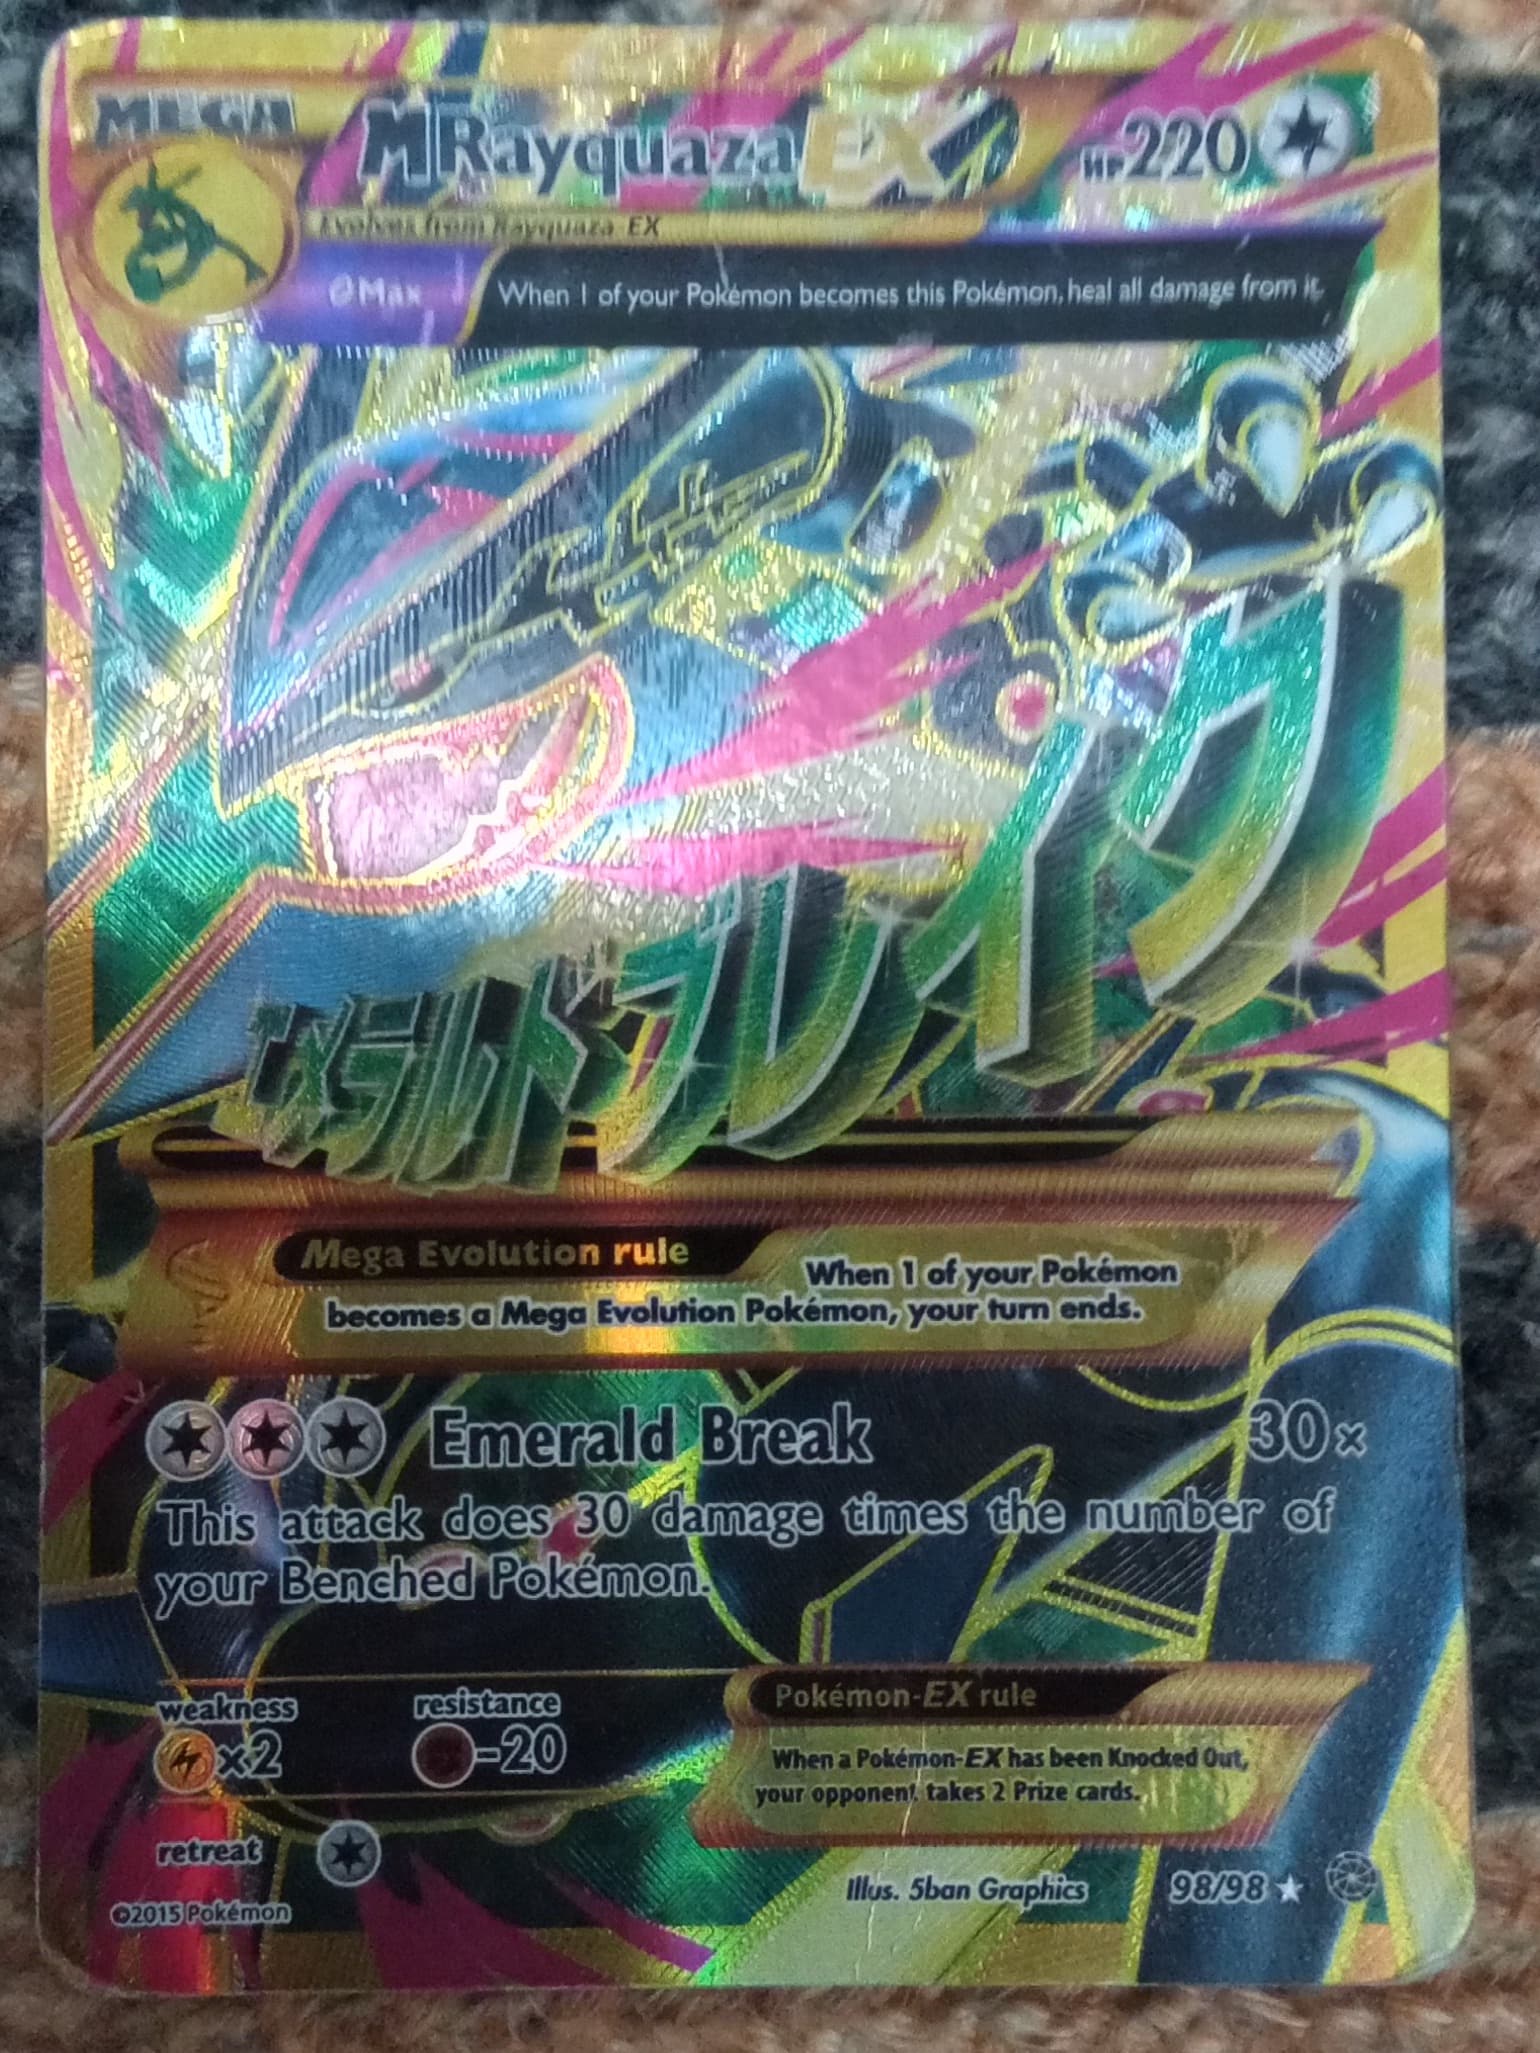 MEGA
M Rayquaza EX
HP220
Evolves from Rayquaza-EX
θMax When 1 of your Pokémon becomes this Pokémon, heal all damage from it.
エメラルドブレイク
Mega Evolution rule
When 1 of your Pokémon
becomes a Mega Evolution Pokémon, your turn ends.
Emerald Break 30×
This attack does 30 damage times the number of
your Benched Pokémon.
weakness resistance
×2 -20
Pokémon-EX rule
When a Pokémon-EX has been Knocked Out,
your opponent takes 2 Prize cards.
retreat
Illus. 5ban Graphics 98/98
©2015 Pokémon